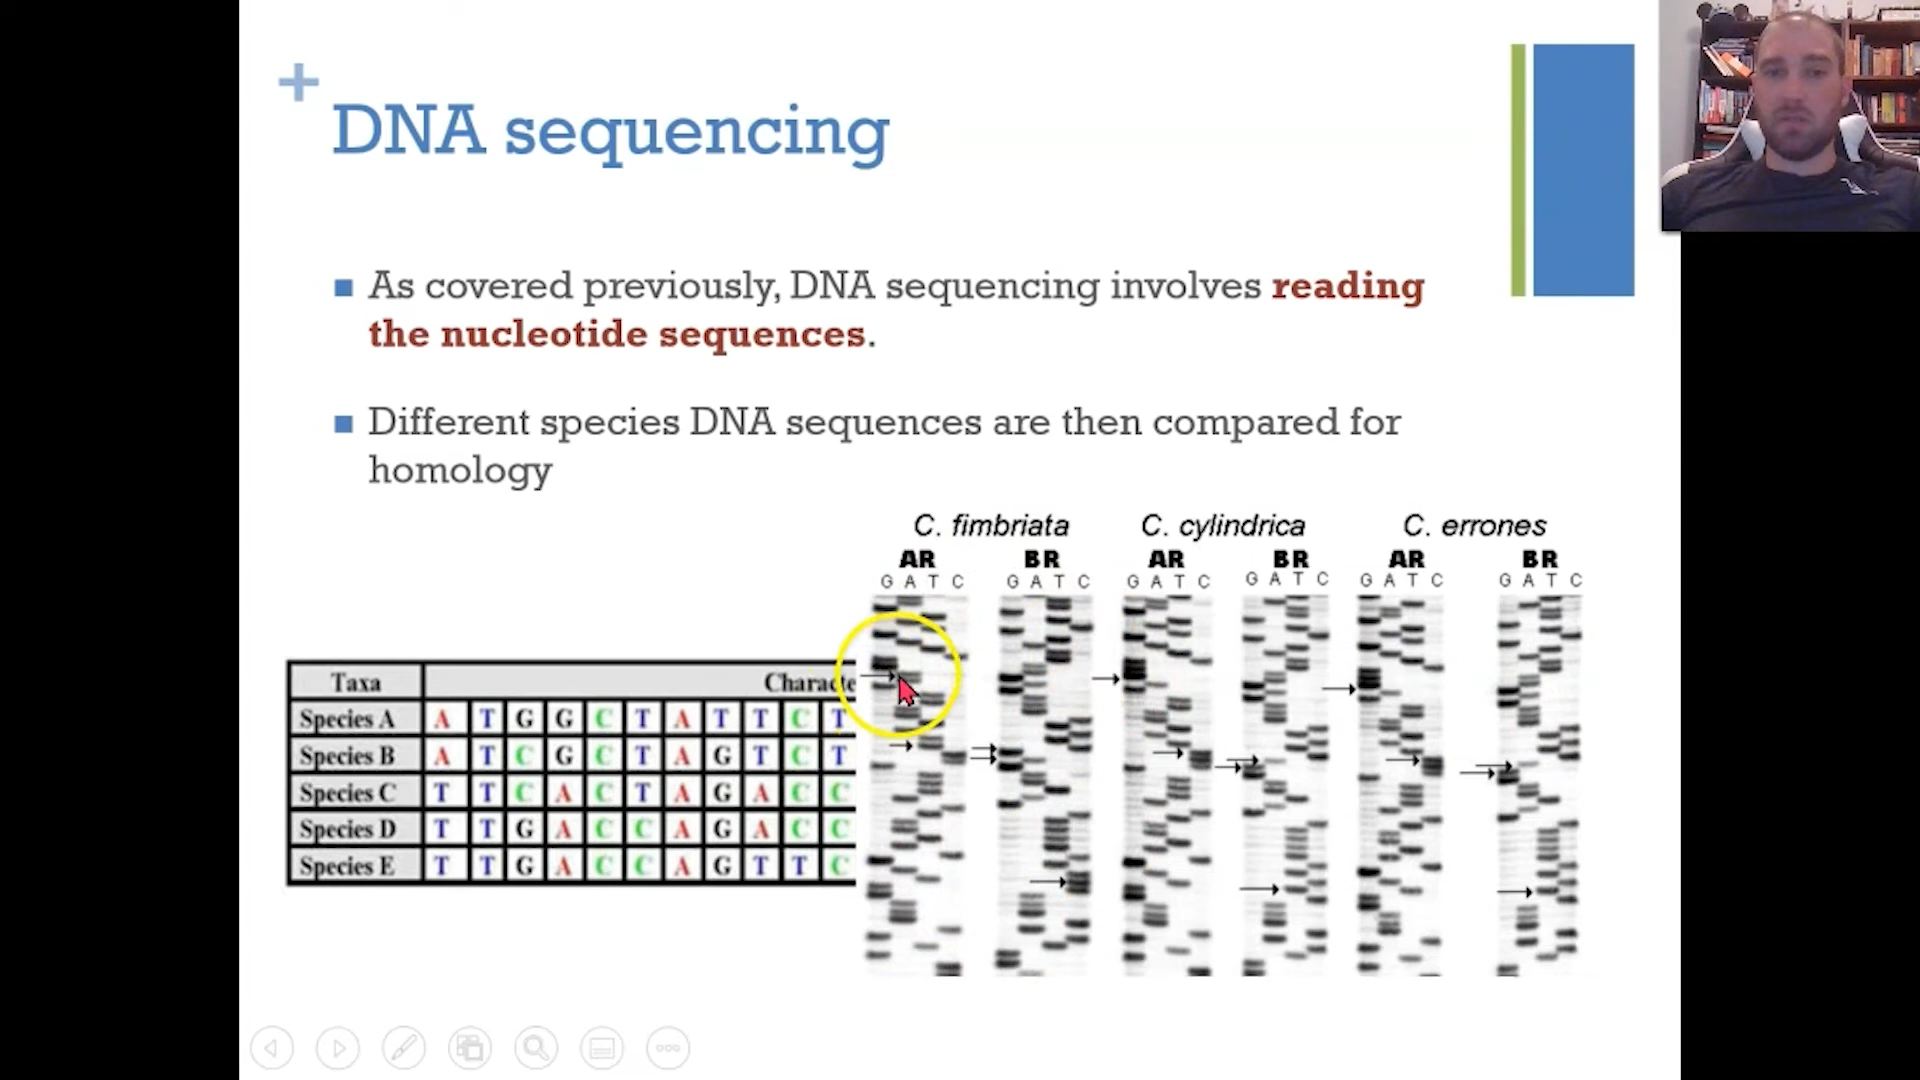 DNA sequencing
As covered previously, DNA sequencing involves reading
the nucleotide sequences.
Different species DNA sequences are then compared for
homology
C. fimbriata C. cylindrica C. errones
AR BR AR BR AR BR
G A T C G A T C G A T C G A T C G A T C G A T C
Taxa Characte
Species A A T G G C T A T T C T
Species B A T C G C T A G T C T
Species C T T C A C T A G A C C
Species D T T G A C C A G A C C
Species E T T G A C C A G T T C